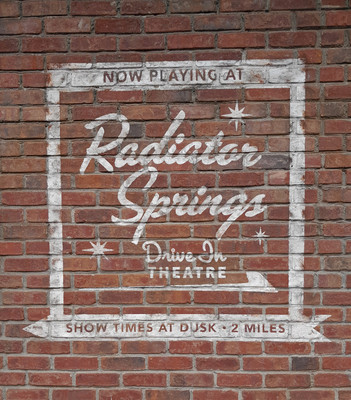 NOW PLAYING AT
Radiator
Springs
Drive In
THEATRE
SHOW TIMES AT DUSK • 2 MILES